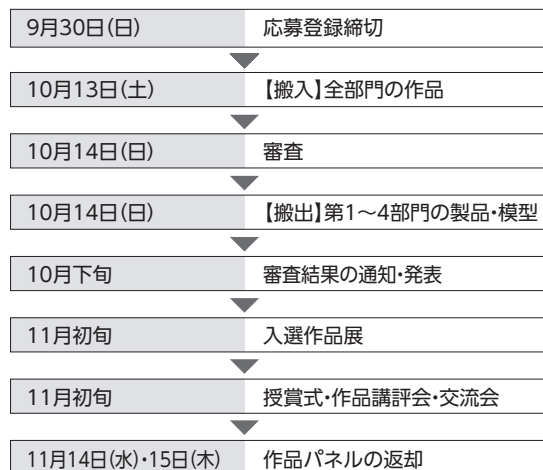 9月30日(日) 応募登録締切
10月13日(土) 【搬入】全部門の作品
10月14日(日) 審査
10月14日(日) 【搬出】第1〜4部門の製品・模型
10月下旬 審査結果の通知・発表
11月初旬 入選作品展
11月初旬 授賞式・作品講評会・交流会
11月14日(水)・15日(木) 作品パネルの返却